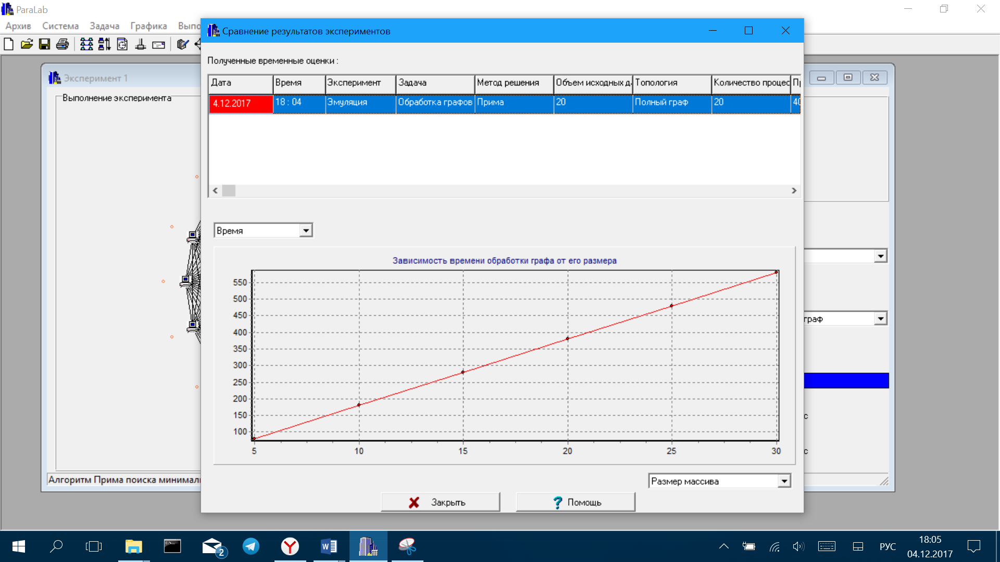 ParaLab
Архив Система Задача Графика Выпо
Сравнение результатов экспериментов
Эксперимент 1
Выполнение эксперимента
Полученные временные оценки :
Дата Время Эксперимент Задача Метод решения Объем исходных д Топология Количество процес П
4.12.2017 18 : 04 Эмуляция Обработка графов Прима 20 Полный граф 20 40
Время
Зависимость времени обработки графа от его размера
550
500
450
400
350
300
250
200
150
100
5 10 15 20 25 30
граф
с
с
Размер массива
Алгоритм Прима поиска минимал
Закрыть Помощь
2
РУС
18:05
04.12.2017